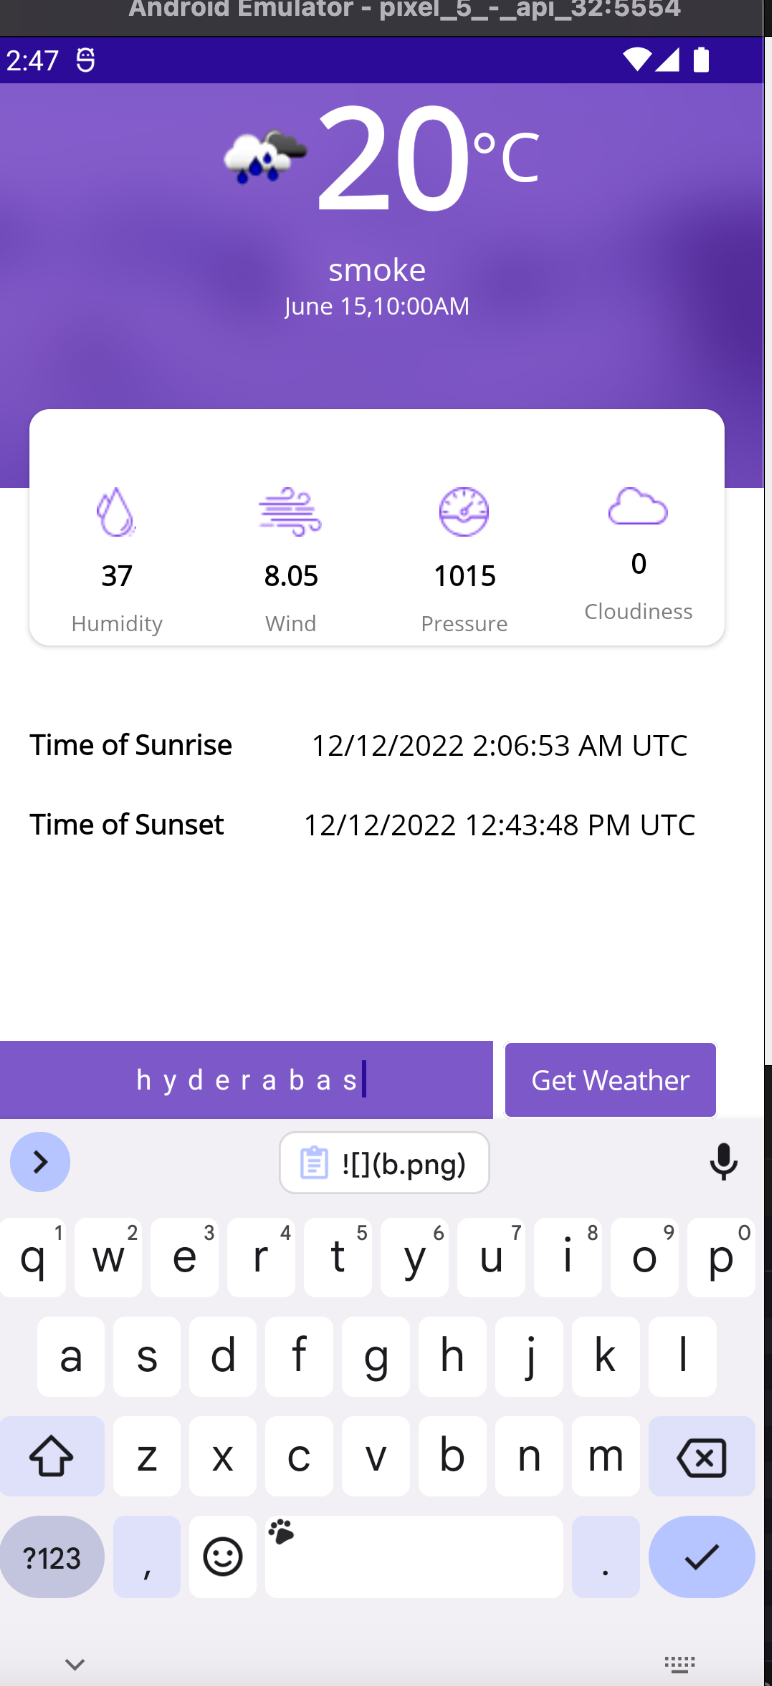 Android Emulator - pixel_5_-_api_32:5554
2:47
20°C
smoke
June 15,10:00AM
37 8.05 1015 0
Humidity Wind Pressure Cloudiness
Time of Sunrise 12/12/2022 2:06:53 AM UTC
Time of Sunset 12/12/2022 12:43:48 PM UTC
hyderabas Get Weather
![](b.png)
1 2 3 4 5 6 7 8 9 0
q w e r t y u i o p
a s d f g h j k l
z x c v b n m
?123 , .